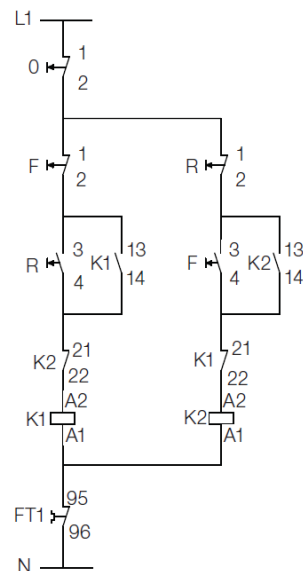 L1
0 1
2
F 1 R 1
2 2
R 3 K1 13 F 3 K2 13
4 14 4 14
K2 21 K1 21
22 22
K1 A2 K2 A2
A1 A1
FT1 95
96
N